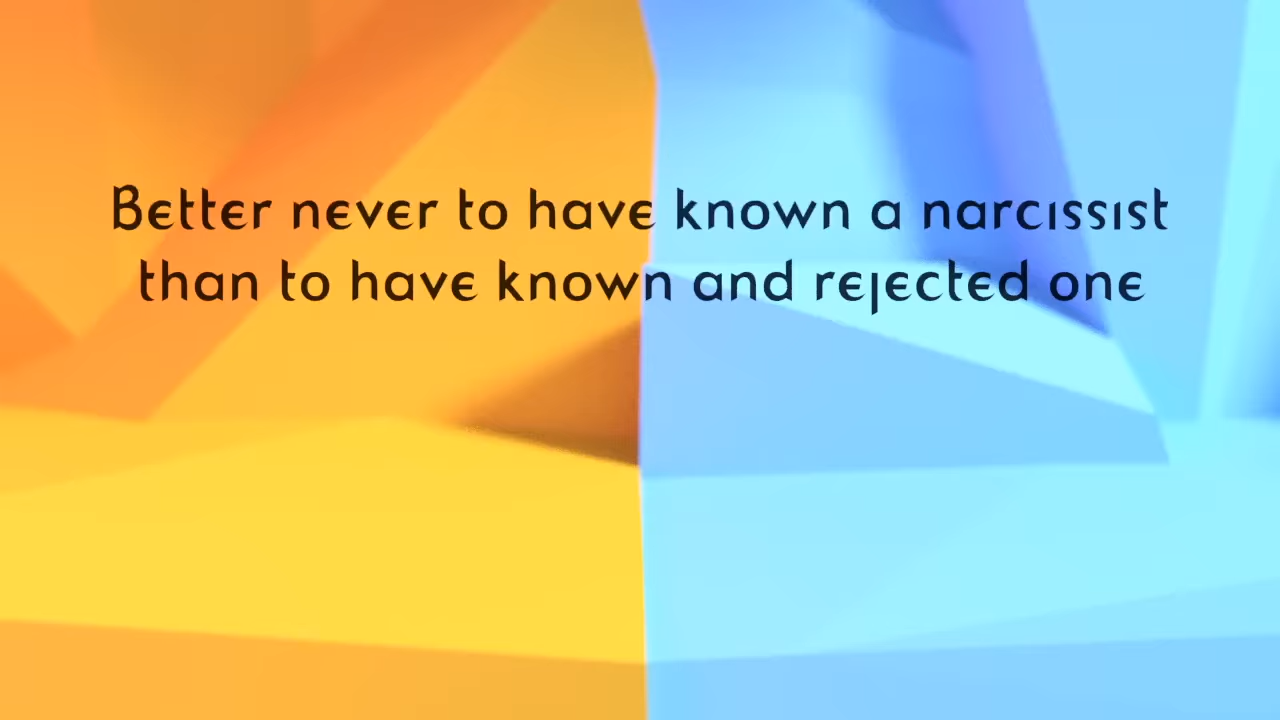 Better never to have known a narcissist
than to have known and rejected one